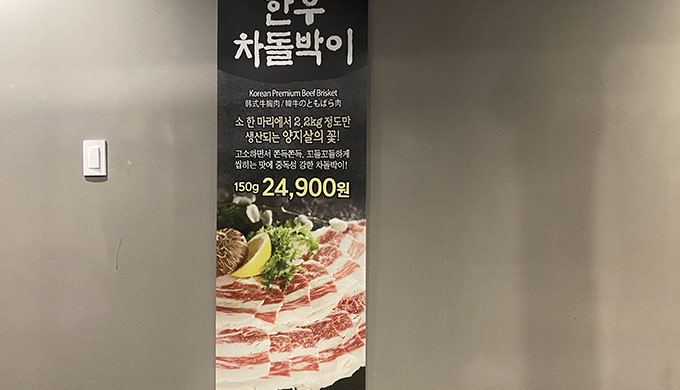 한우
차돌박이
Korean Premium Beef Brisket
韩式牛胸肉 / 韓牛のともばら肉
소 한 마리에서 2.2kg 정도만
생산되는 양지살의 꽃!
고소하면서 쫀득쫀득, 꼬들꼬들하게
씹히는 맛에 중독성 강한 차돌박이!
150g 24,900원